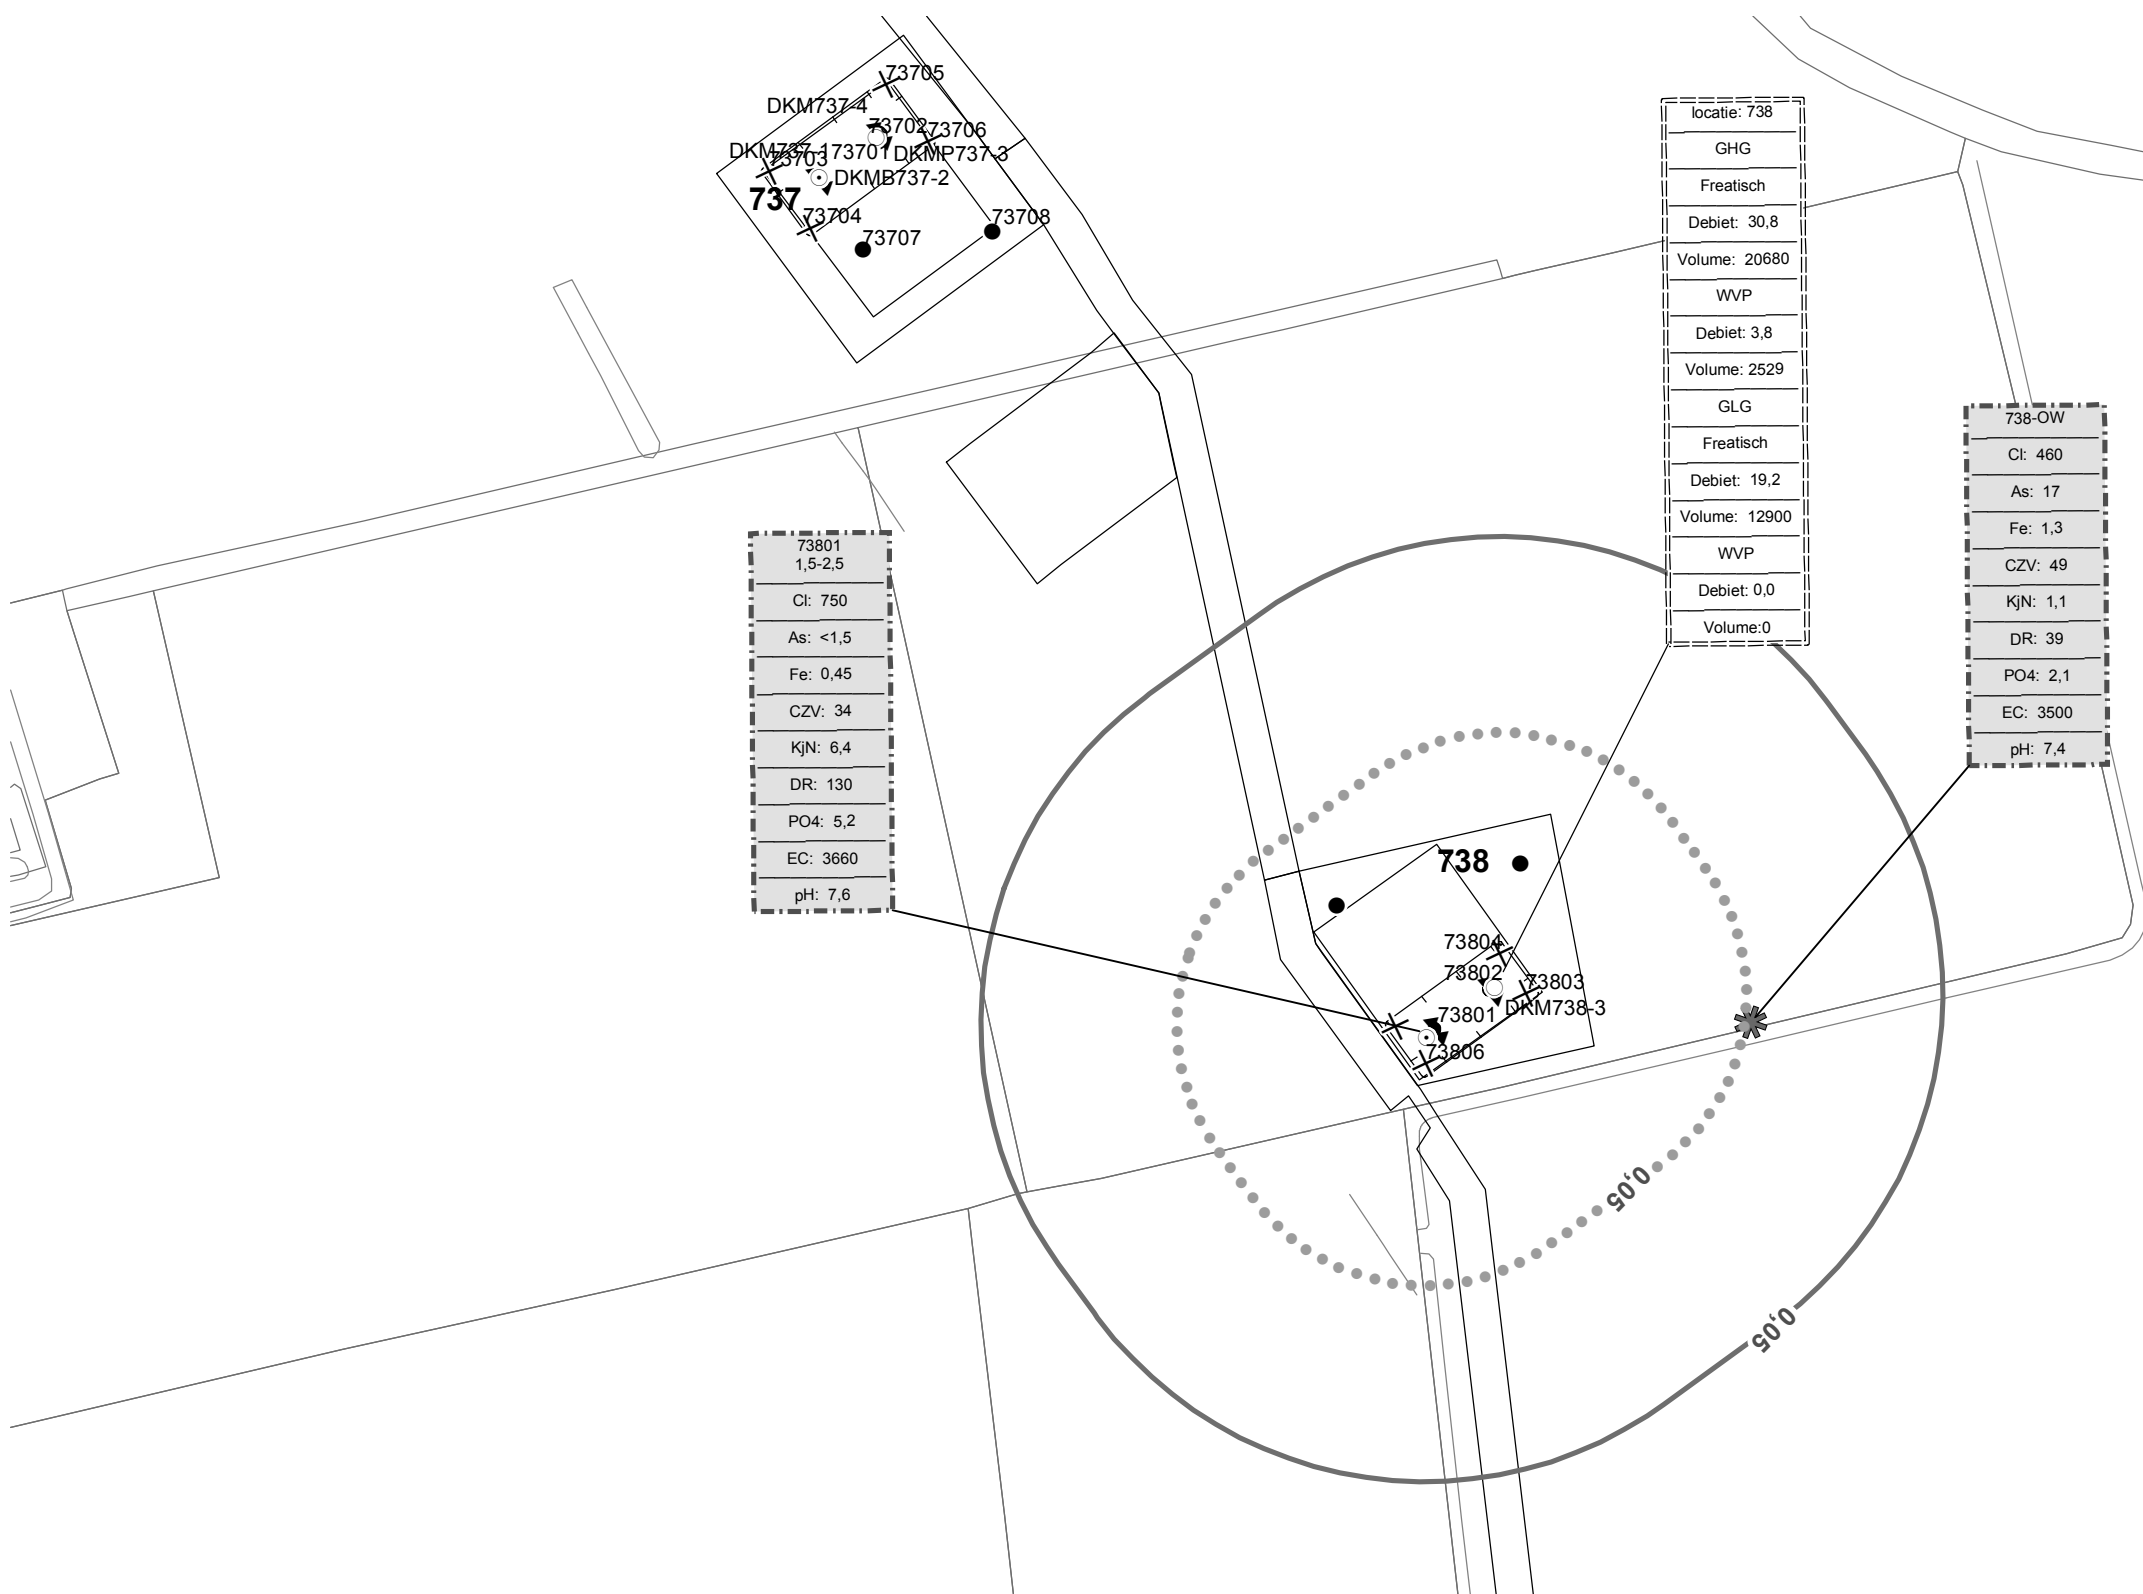 73705
DKM737-4
73702
73706
DKM737-1
73701
DKMP737-3
73703
DKMB737-2
737
73704
73708
73707
locatie: 738
GHG
Freatisch
Debiet: 30,8
Volume: 20680
WVP
Debiet: 3,8
Volume: 2529
GLG
Freatisch
Debiet: 19,2
Volume: 12900
WVP
Debiet: 0,0
Volume:0
738-OW
Cl: 460
As: 17
Fe: 1,3
CZV: 49
KjN: 1,1
DR: 39
PO4: 2,1
EC: 3500
pH: 7,4
73801
1,5-2,5
Cl: 750
As: <1,5
Fe: 0,45
CZV: 34
KjN: 6,4
DR: 130
PO4: 5,2
EC: 3660
pH: 7,6
738
73804
73802
73803
DKM738-3
73801
73806
0,05
0,05